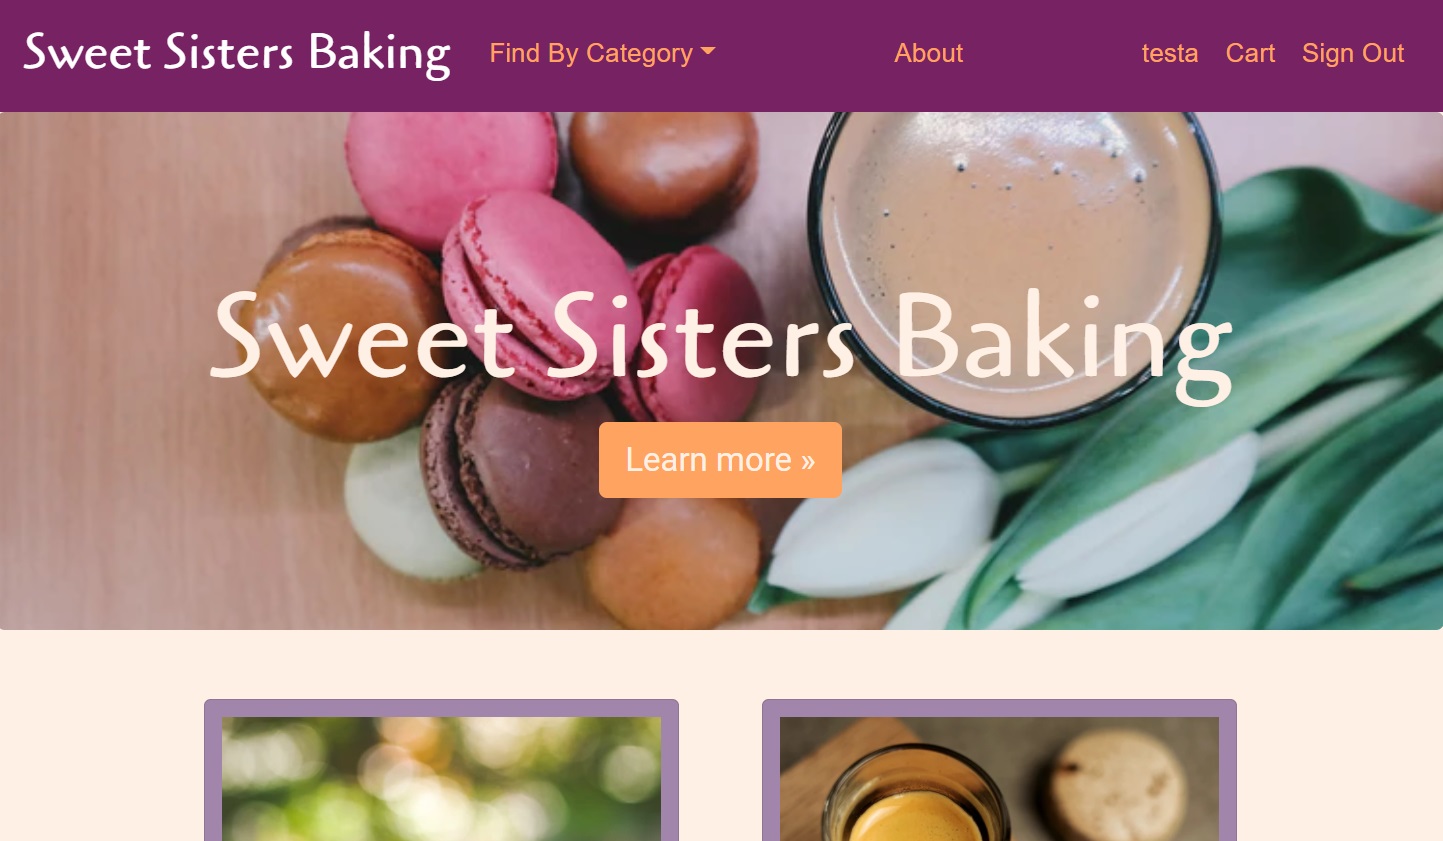 Sweet Sisters Baking Find By Category About testa Cart Sign Out
Sweet Sisters Baking
Learn more »